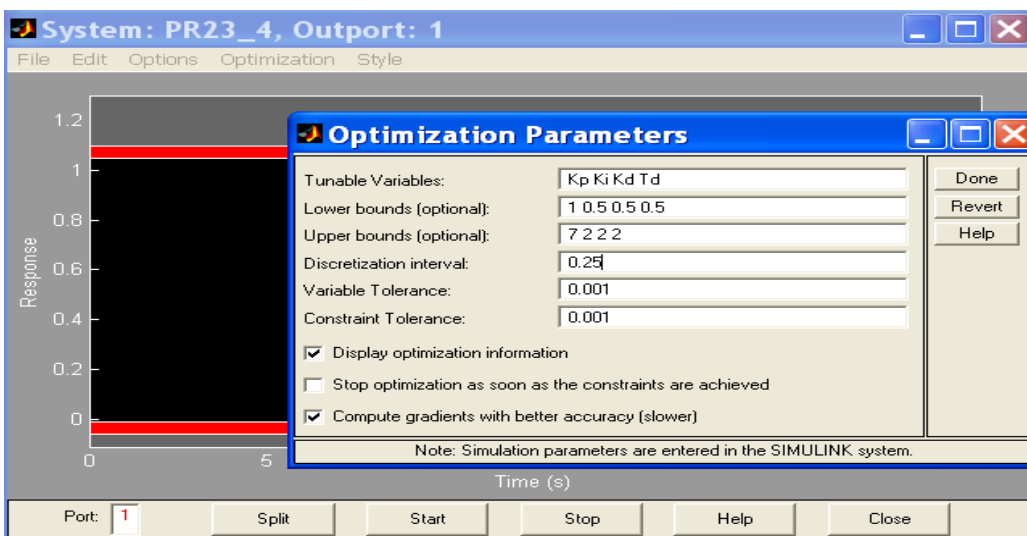 System: PR23_4, Outport: 1
File Edit Options Optimization Style
1.2
1
0.8
0.6
0.4
0.2
0
Response
0
5
Time (s)
Optimization Parameters
Tunable Variables: Kp Ki Kd Td
Lower bounds (optional): 1 0.5 0.5 0.5
Upper bounds (optional): 7 2 2 2
Discretization interval: 0.25
Variable Tolerance: 0.001
Constraint Tolerance: 0.001
Display optimization information
Stop optimization as soon as the constraints are achieved
Compute gradients with better accuracy (slower)
Done
Revert
Help
Note: Simulation parameters are entered in the SIMULINK system.
Port: 1 Split Start Stop Help Close